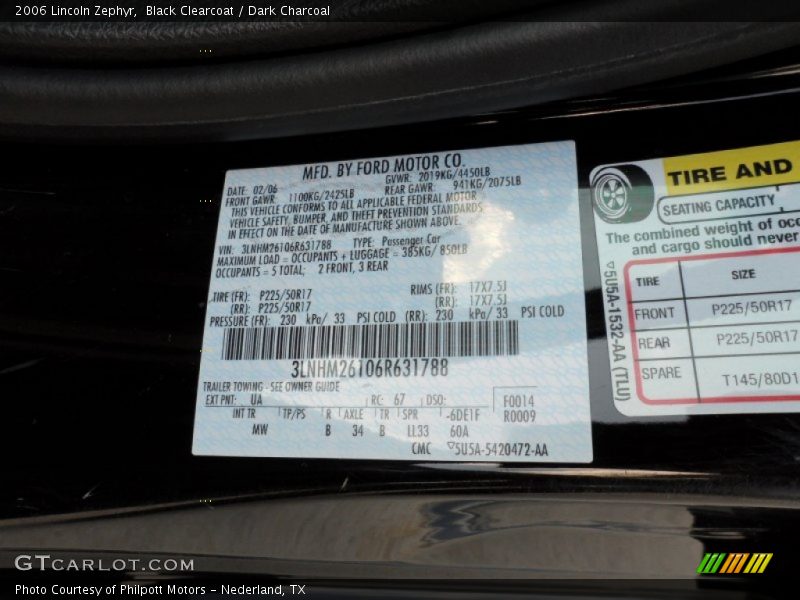 2006 Lincoln Zephyr, Black Clearcoat / Dark Charcoal
MFD. BY FORD MOTOR CO.
DATE: 02/06 GVWR: 2019KG/4450LB
FRONT GAWR: 1100KG/2425LB REAR GAWR: 941KG/2075LB
THIS VEHICLE CONFORMS TO ALL APPLICABLE FEDERAL MOTOR
VEHICLE SAFETY, BUMPER, AND THEFT PREVENTION STANDARDS
IN EFFECT ON THE DATE OF MANUFACTURE SHOWN ABOVE.
VIN: 3LNHM26106R631788 TYPE: Passenger Car
MAXIMUM LOAD = OCCUPANTS + LUGGAGE = 385KG/ 850LB
OCCUPANTS = 5 TOTAL; 2 FRONT, 3 REAR
TIRE (FR): P225/50R17 RIMS (FR): 17X7.5J
(RR): P225/50R17 (RR): 17X7.5J
PRESSURE (FR): 230 kPa/ 33 PSI COLD (RR): 230 kPa/ 33 PSI COLD
3LNHM26106R631788
TRAILER TOWING - SEE OWNER GUIDE
EXT PNT: UA RC: 67 DSO: F0014
INT TR TP/PS R AXLE TR SPR -6DE1F R0009
MW B 34 B LL33 60A
CMC 5U5A-5420472-AA
TIRE AND
SEATING CAPACITY
The combined weight of occ
and cargo should never
TIRE SIZE
FRONT P225/50R17
REAR P225/50R17
SPARE T145/80D1
5U5A-1532-AA (TLU)
GTCARLOT.COM
Photo Courtesy of Philpott Motors - Nederland, TX